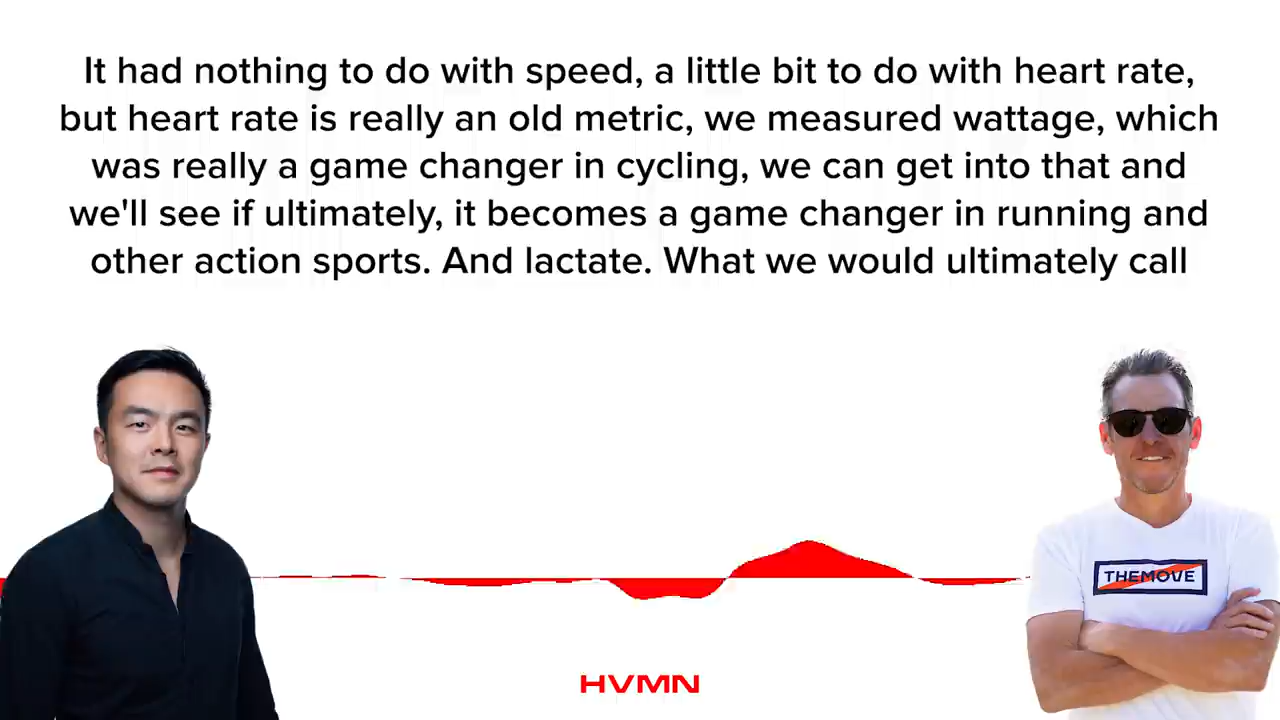 It had nothing to do with speed, a little bit to do with heart rate,
but heart rate is really an old metric, we measured wattage, which
was really a game changer in cycling, we can get into that and
we'll see if ultimately, it becomes a game changer in running and
other action sports. And lactate. What we would ultimately call
THEMOVE
HVMN